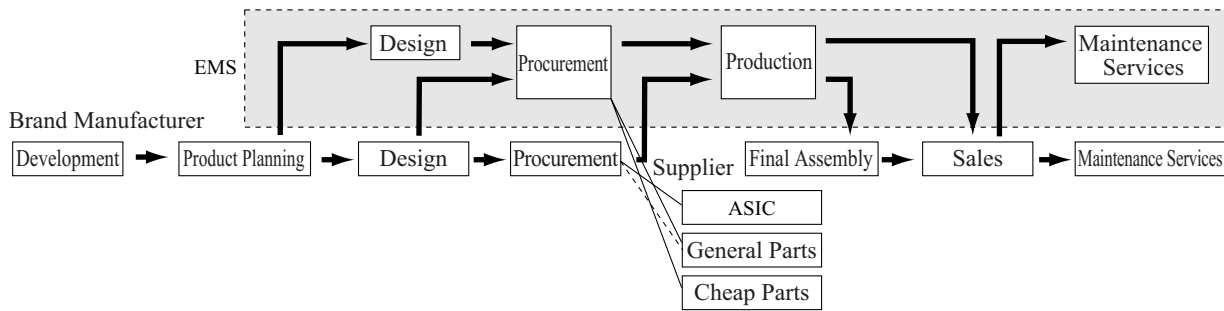 EMS
Design
Procurement
Production
Maintenance
Services
Brand Manufacturer
Development
Product Planning
Design
Procurement
Supplier
Final Assembly
Sales
Maintenance Services
ASIC
General Parts
Cheap Parts